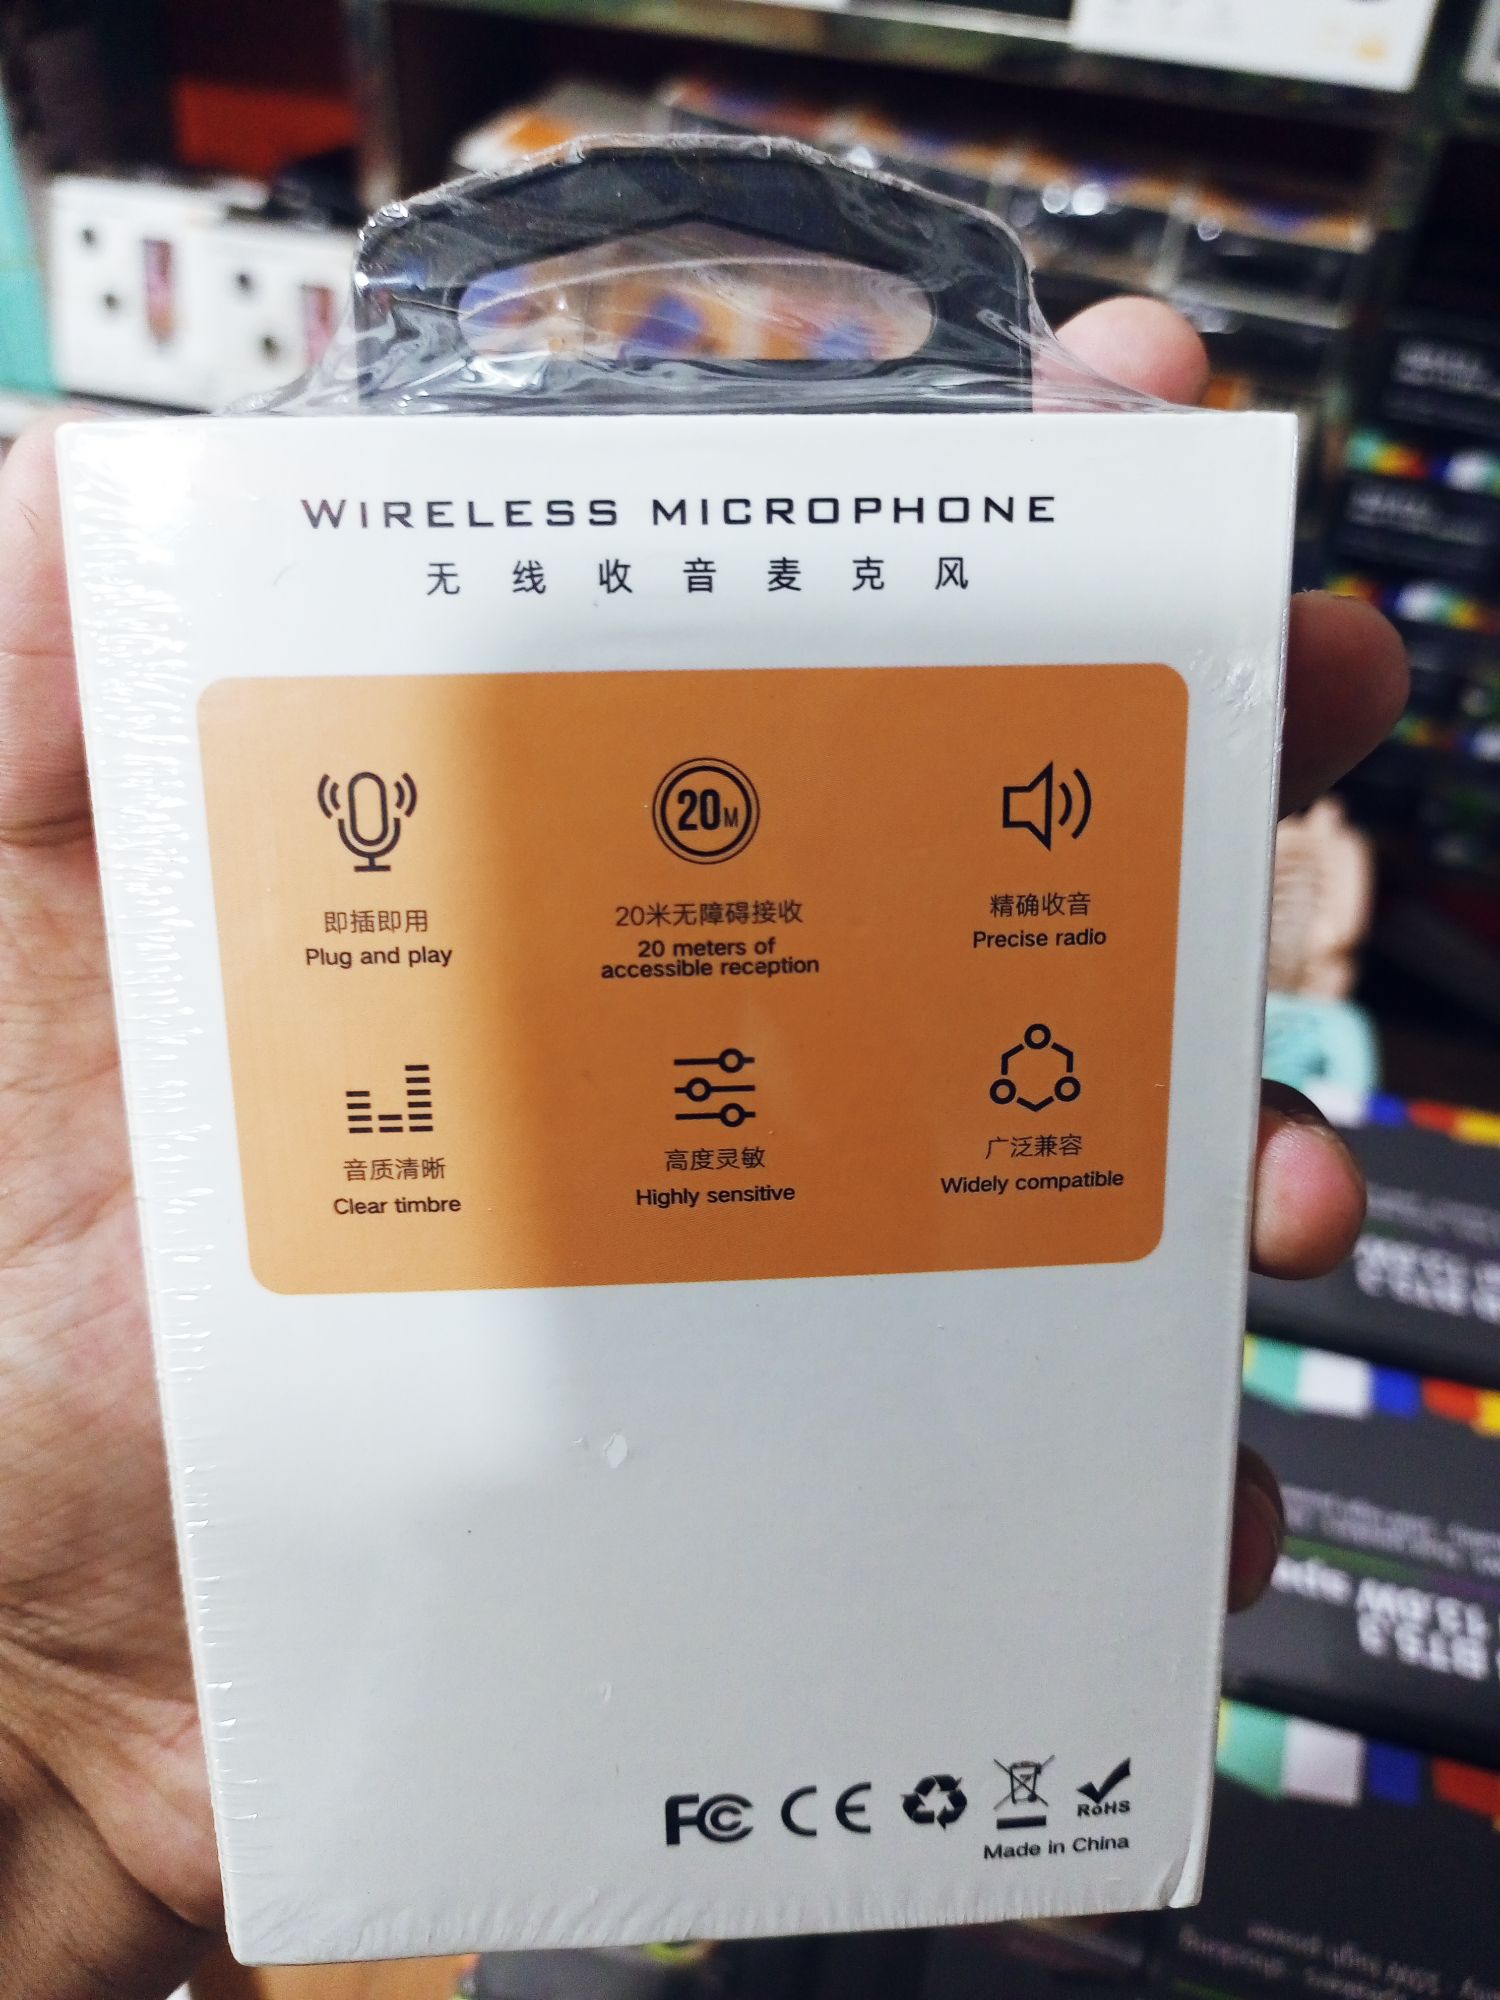 WIRELESS MICROPHONE
无线收音麦克风
20M
即插即用
Plug and play
20米无障碍接收
20 meters of
accessible reception
精确收音
Precise radio
音质清晰
Clear timbre
高度灵敏
Highly sensitive
广泛兼容
Widely compatible
FC CE RoHS
Made in China
BT5.3